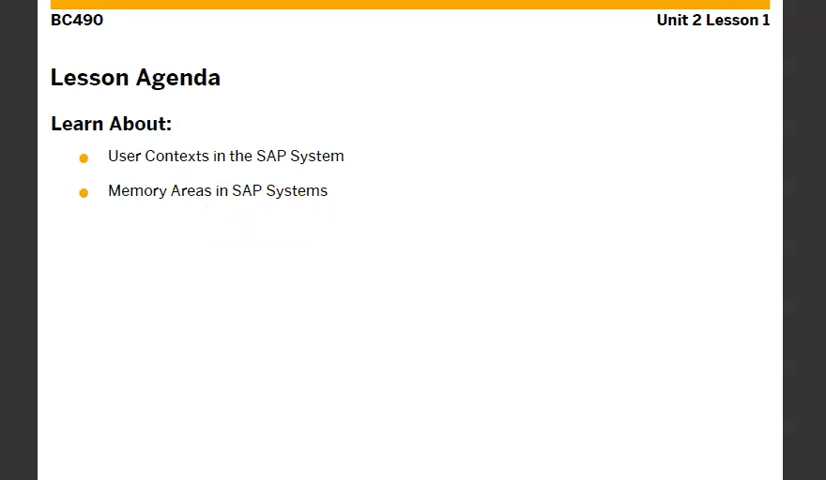 BC490
Unit 2 Lesson 1
Lesson Agenda
Learn About:
User Contexts in the SAP System
Memory Areas in SAP Systems